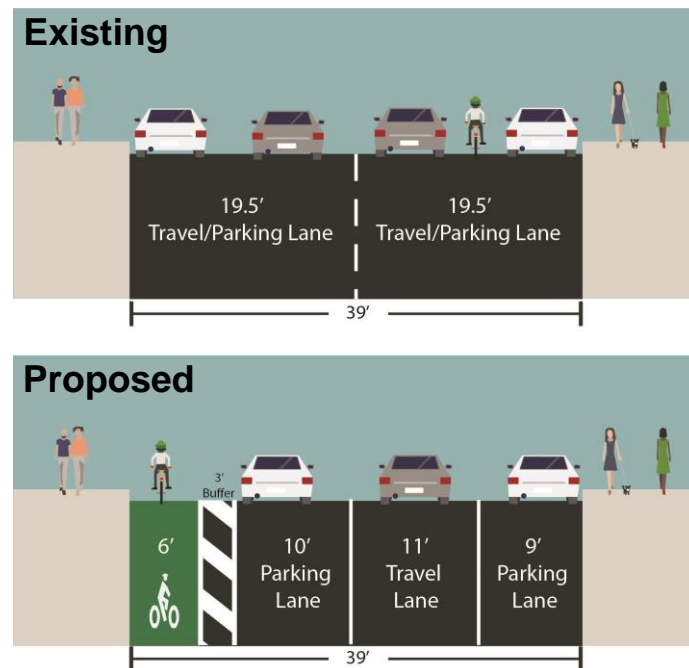 Existing
19.5′
Travel/Parking Lane
19.5′
Travel/Parking Lane
39′
Proposed
3′
Buffer
6′
10′
Parking
Lane
11′
Travel
Lane
9′
Parking
Lane
39′